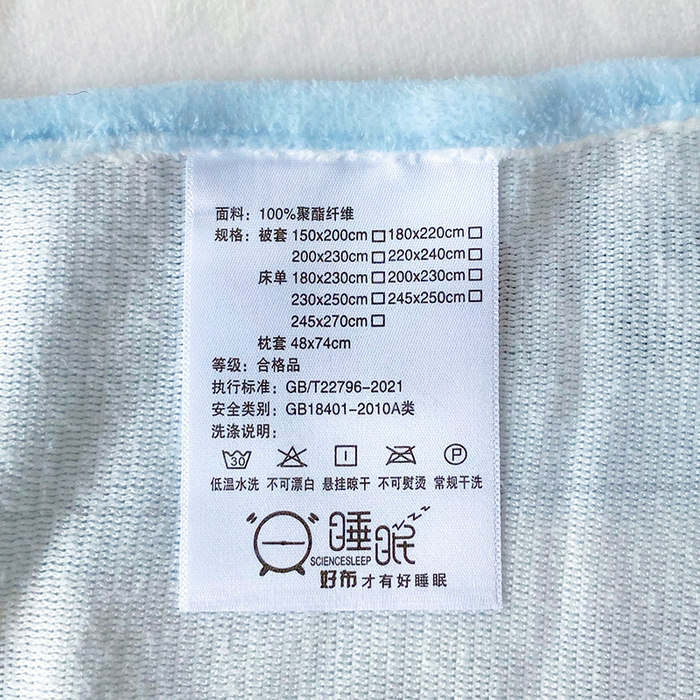 面料：100%聚酯纤维
规格：被套 150x200cm □ 180x220cm □
200x230cm □ 220x240cm □
床单 180x230cm □ 200x230cm □
230x250cm □ 245x250cm □
245x270cm □
枕套 48x74cm
等级：合格品
执行标准：GB/T22796-2021
安全类别：GB18401-2010A类
洗涤说明：
30 P
低温水洗 不可漂白 悬挂晾干 不可熨烫 常规干洗
睡眠 zzz
SCIENCESLEEP
好布才有好睡眠